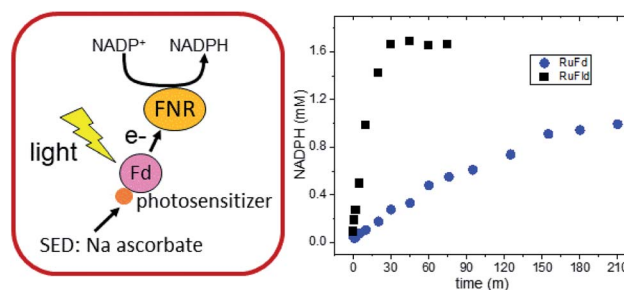 NADP⁺ NADPH
FNR
e-
light
Fd
photosensitizer
SED: Na ascorbate
1.6
1.2
0.8
0.4
0.0
NADPH (mM)
RuFd
RuFld
0 30 60 90 120 150 180 210
time (m)